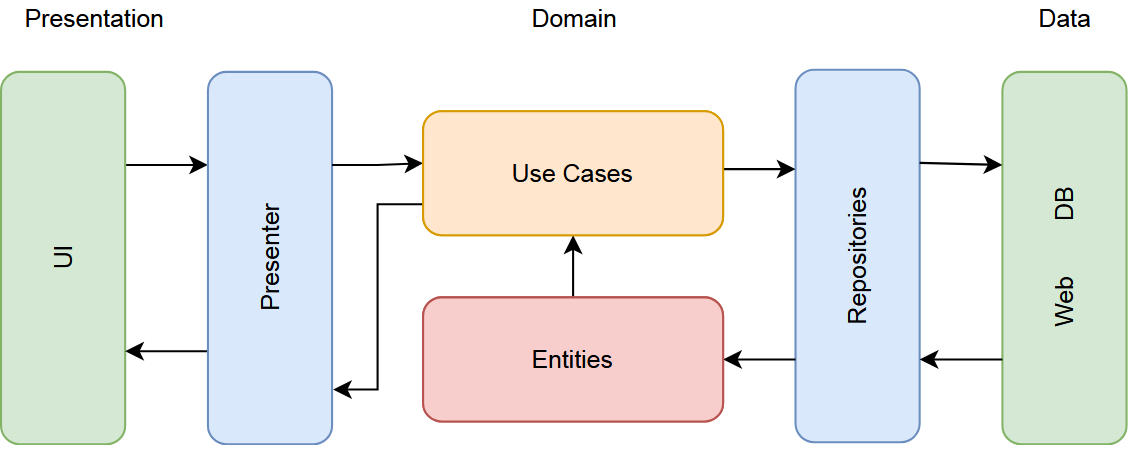 Presentation
Domain
Data
UI
Presenter
Use Cases
Entities
Repositories
DB
Web